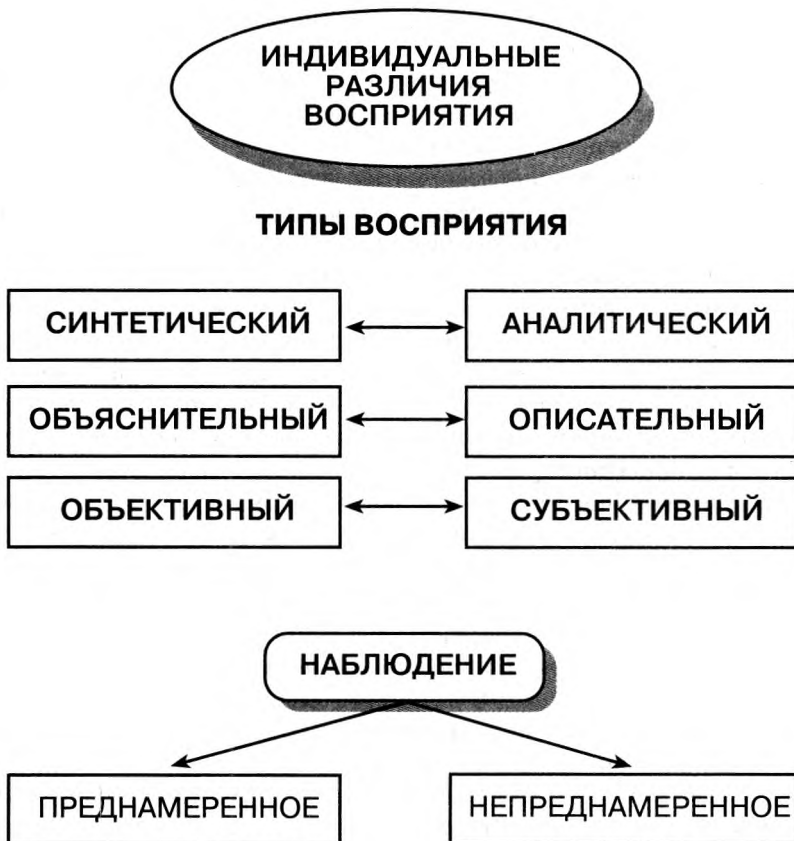 ИНДИВИДУАЛЬНЫЕ
РАЗЛИЧИЯ
ВОСПРИЯТИЯ
ТИПЫ ВОСПРИЯТИЯ
СИНТЕТИЧЕСКИЙ
АНАЛИТИЧЕСКИЙ
ОБЪЯСНИТЕЛЬНЫЙ
ОПИСАТЕЛЬНЫЙ
ОБЪЕКТИВНЫЙ
СУБЪЕКТИВНЫЙ
НАБЛЮДЕНИЕ
ПРЕДНАМЕРЕННОЕ
НЕПРЕДНАМЕРЕННОЕ